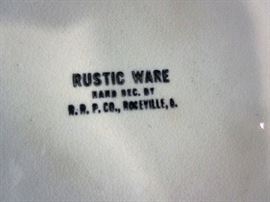 RUSTIC WARE
HAND DEC. BY
R. R. P. CO., ROSEVILLE, O.